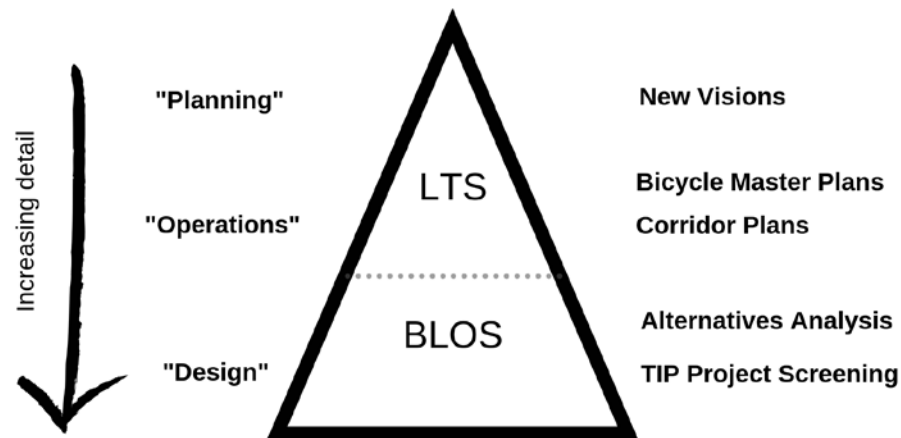 "Planning"
New Visions
Increasing detail
LTS
Bicycle Master Plans
"Operations"
Corridor Plans
BLOS
Alternatives Analysis
"Design"
TIP Project Screening